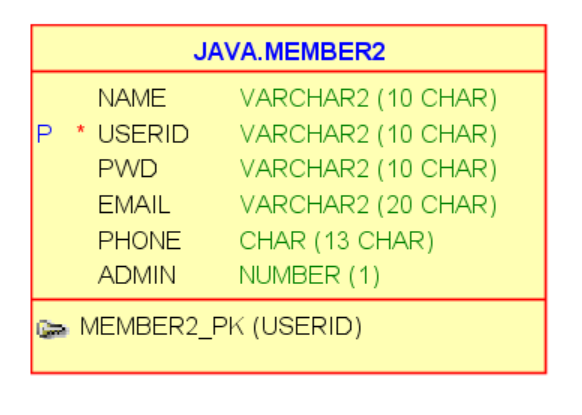 JAVA.MEMBER2
NAME VARCHAR2 (10 CHAR)
P * USERID VARCHAR2 (10 CHAR)
PWD VARCHAR2 (10 CHAR)
EMAIL VARCHAR2 (20 CHAR)
PHONE CHAR (13 CHAR)
ADMIN NUMBER (1)
MEMBER2_PK (USERID)